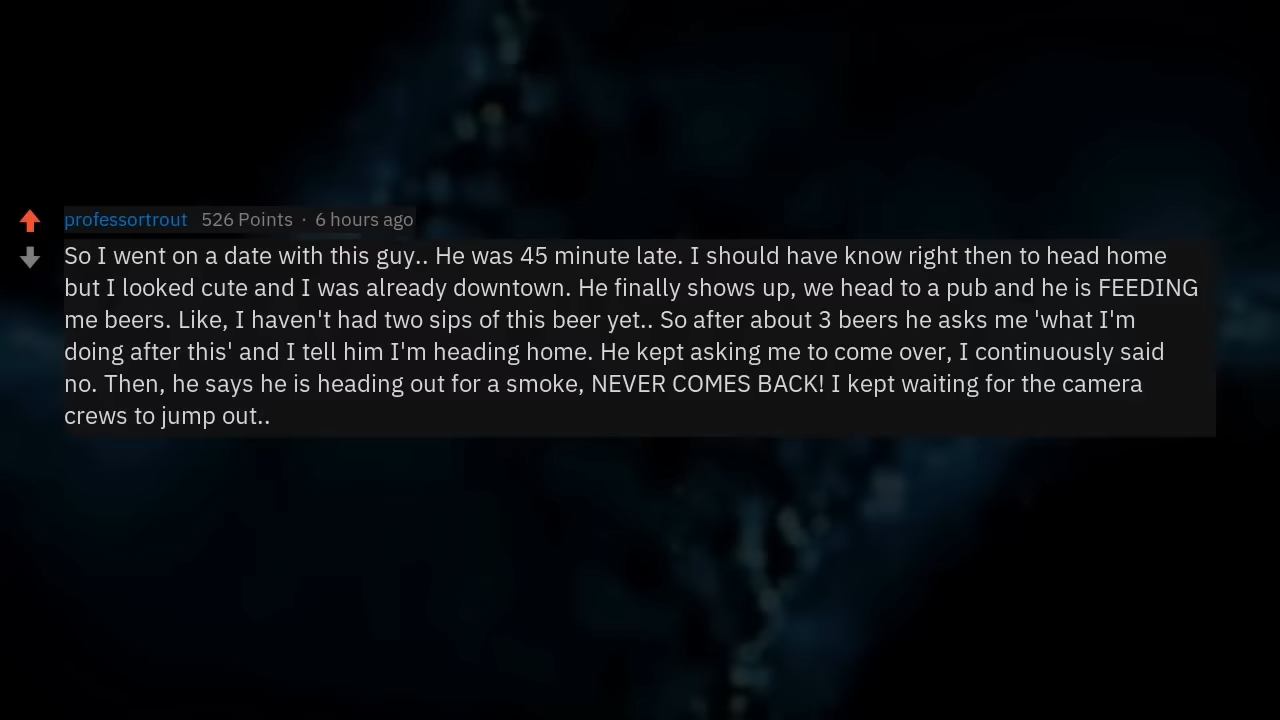 professortrout 526 Points · 6 hours ago
So I went on a date with this guy.. He was 45 minute late. I should have know right then to head home
but I looked cute and I was already downtown. He finally shows up, we head to a pub and he is FEEDING
me beers. Like, I haven't had two sips of this beer yet.. So after about 3 beers he asks me 'what I'm
doing after this' and I tell him I'm heading home. He kept asking me to come over, I continuously said
no. Then, he says he is heading out for a smoke, NEVER COMES BACK! I kept waiting for the camera
crews to jump out..